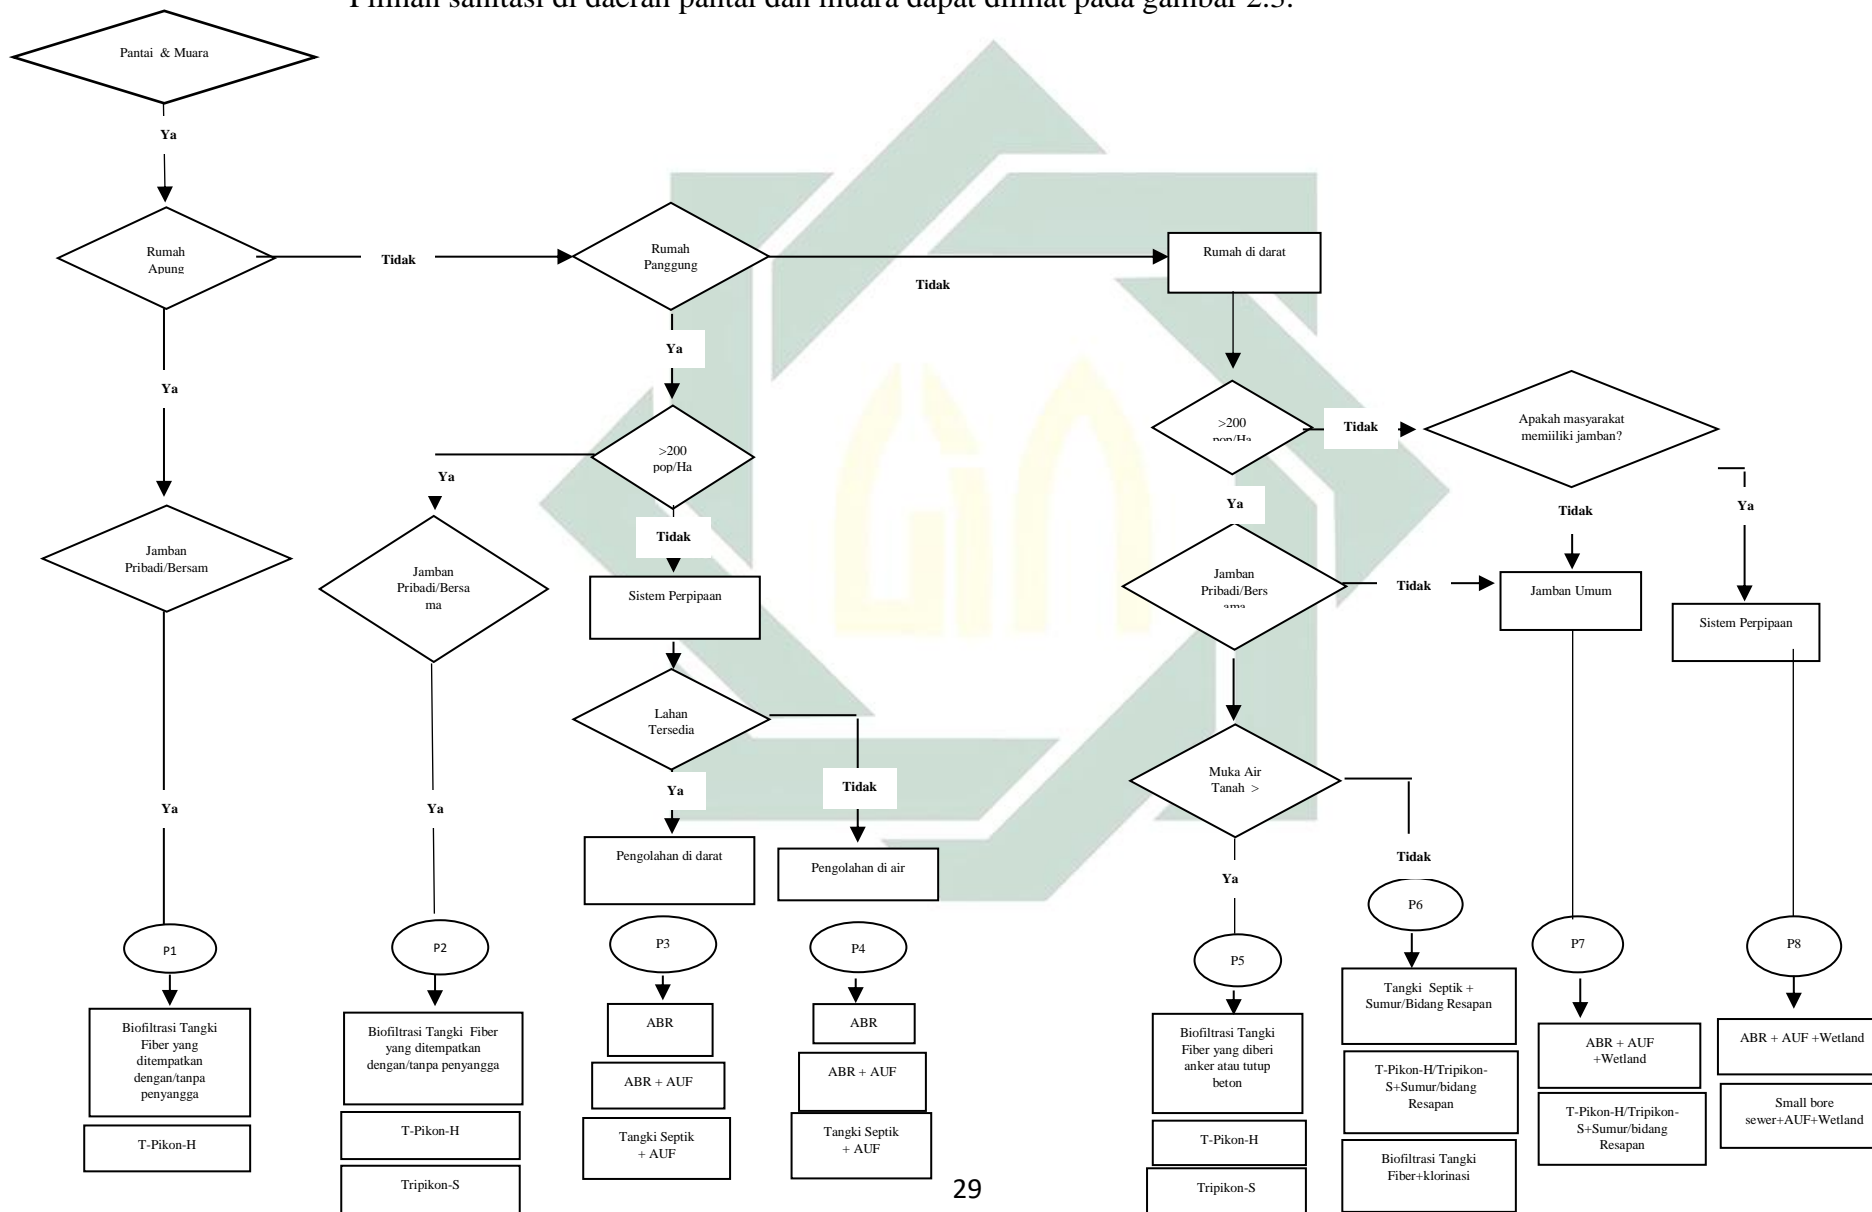 Pilihan sanitasi di daerah pantai dan muara dapat dilihat pada gambar 2.3.
Pantai & Muara
Ya
Rumah
Apung
Tidak
Rumah
Panggung
Tidak
Rumah di darat
Ya
Ya
>200
pop/Ha
Tidak
Apakah masyarakat
memiiliki jamban?
>200
pop/Ha
Ya
Ya
Tidak
Ya
Tidak
Jamban
Pribadi/Bersam
Jamban
Pribadi/Bersa
ma
Sistem Perpipaan
Jamban
Pribadi/Bers
ama
Tidak
Jamban Umum
Sistem Perpipaan
Lahan
Tersedia
Muka Air
Tanah >
Ya
Ya
Ya
Tidak
Pengolahan di darat
Pengolahan di air
Ya
Tidak
P1
P2
P3
P4
P5
P6
P7
P8
Biofiltrasi Tangki
Fiber yang
ditempatkan
dengan/tanpa
penyangga
T-Pikon-H
Biofiltrasi Tangki Fiber
yang ditempatkan
dengan/tanpa penyangga
T-Pikon-H
Tripikon-S
ABR
ABR + AUF
Tangki Septik
+ AUF
ABR
ABR + AUF
Tangki Septik
+ AUF
Biofiltrasi Tangki
Fiber yang diberi
anker atau tutup
beton
T-Pikon-H
Tripikon-S
Tangki Septik +
Sumur/Bidang Resapan
T-Pikon-H/Tripikon-
S+Sumur/bidang
Resapan
Biofiltrasi Tangki
Fiber+klorinasi
ABR + AUF
+Wetland
T-Pikon-H/Tripikon-
S+Sumur/bidang
Resapan
ABR + AUF +Wetland
Small bore
sewer+AUF+Wetland
29